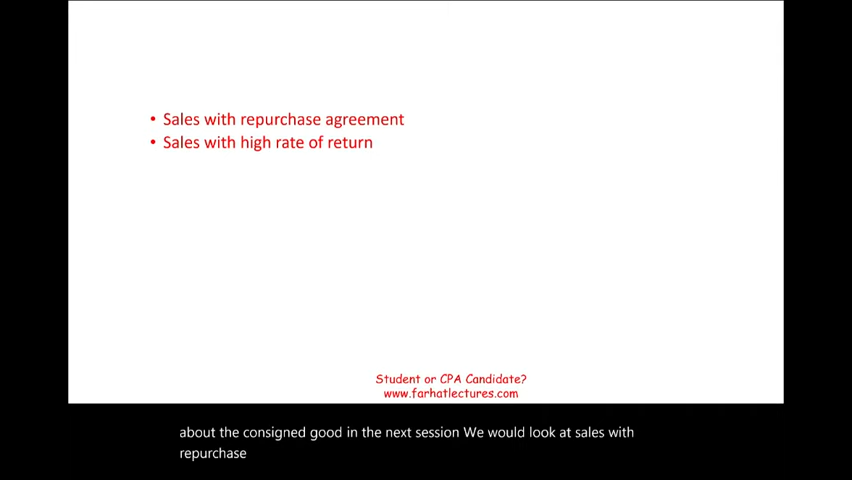 • Sales with repurchase agreement
• Sales with high rate of return
Student or CPA Candidate?
www.farhatlectures.com
about the consigned good in the next session We would look at sales with
repurchase